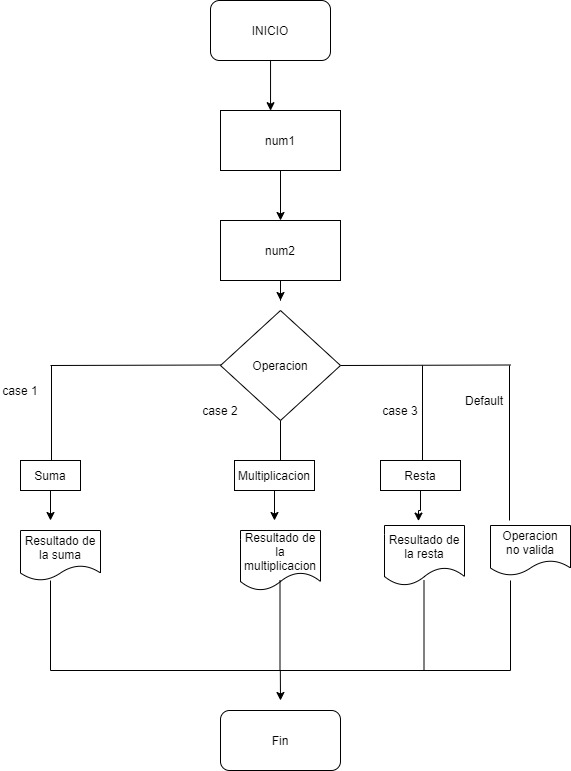 INICIO
num1
num2
Operacion
case 1
case 2
case 3
Default
Suma
Multiplicacion
Resta
Resultado de
la suma
Resultado de
la
multiplicacion
Resultado de
la resta
Operacion
no valida
Fin